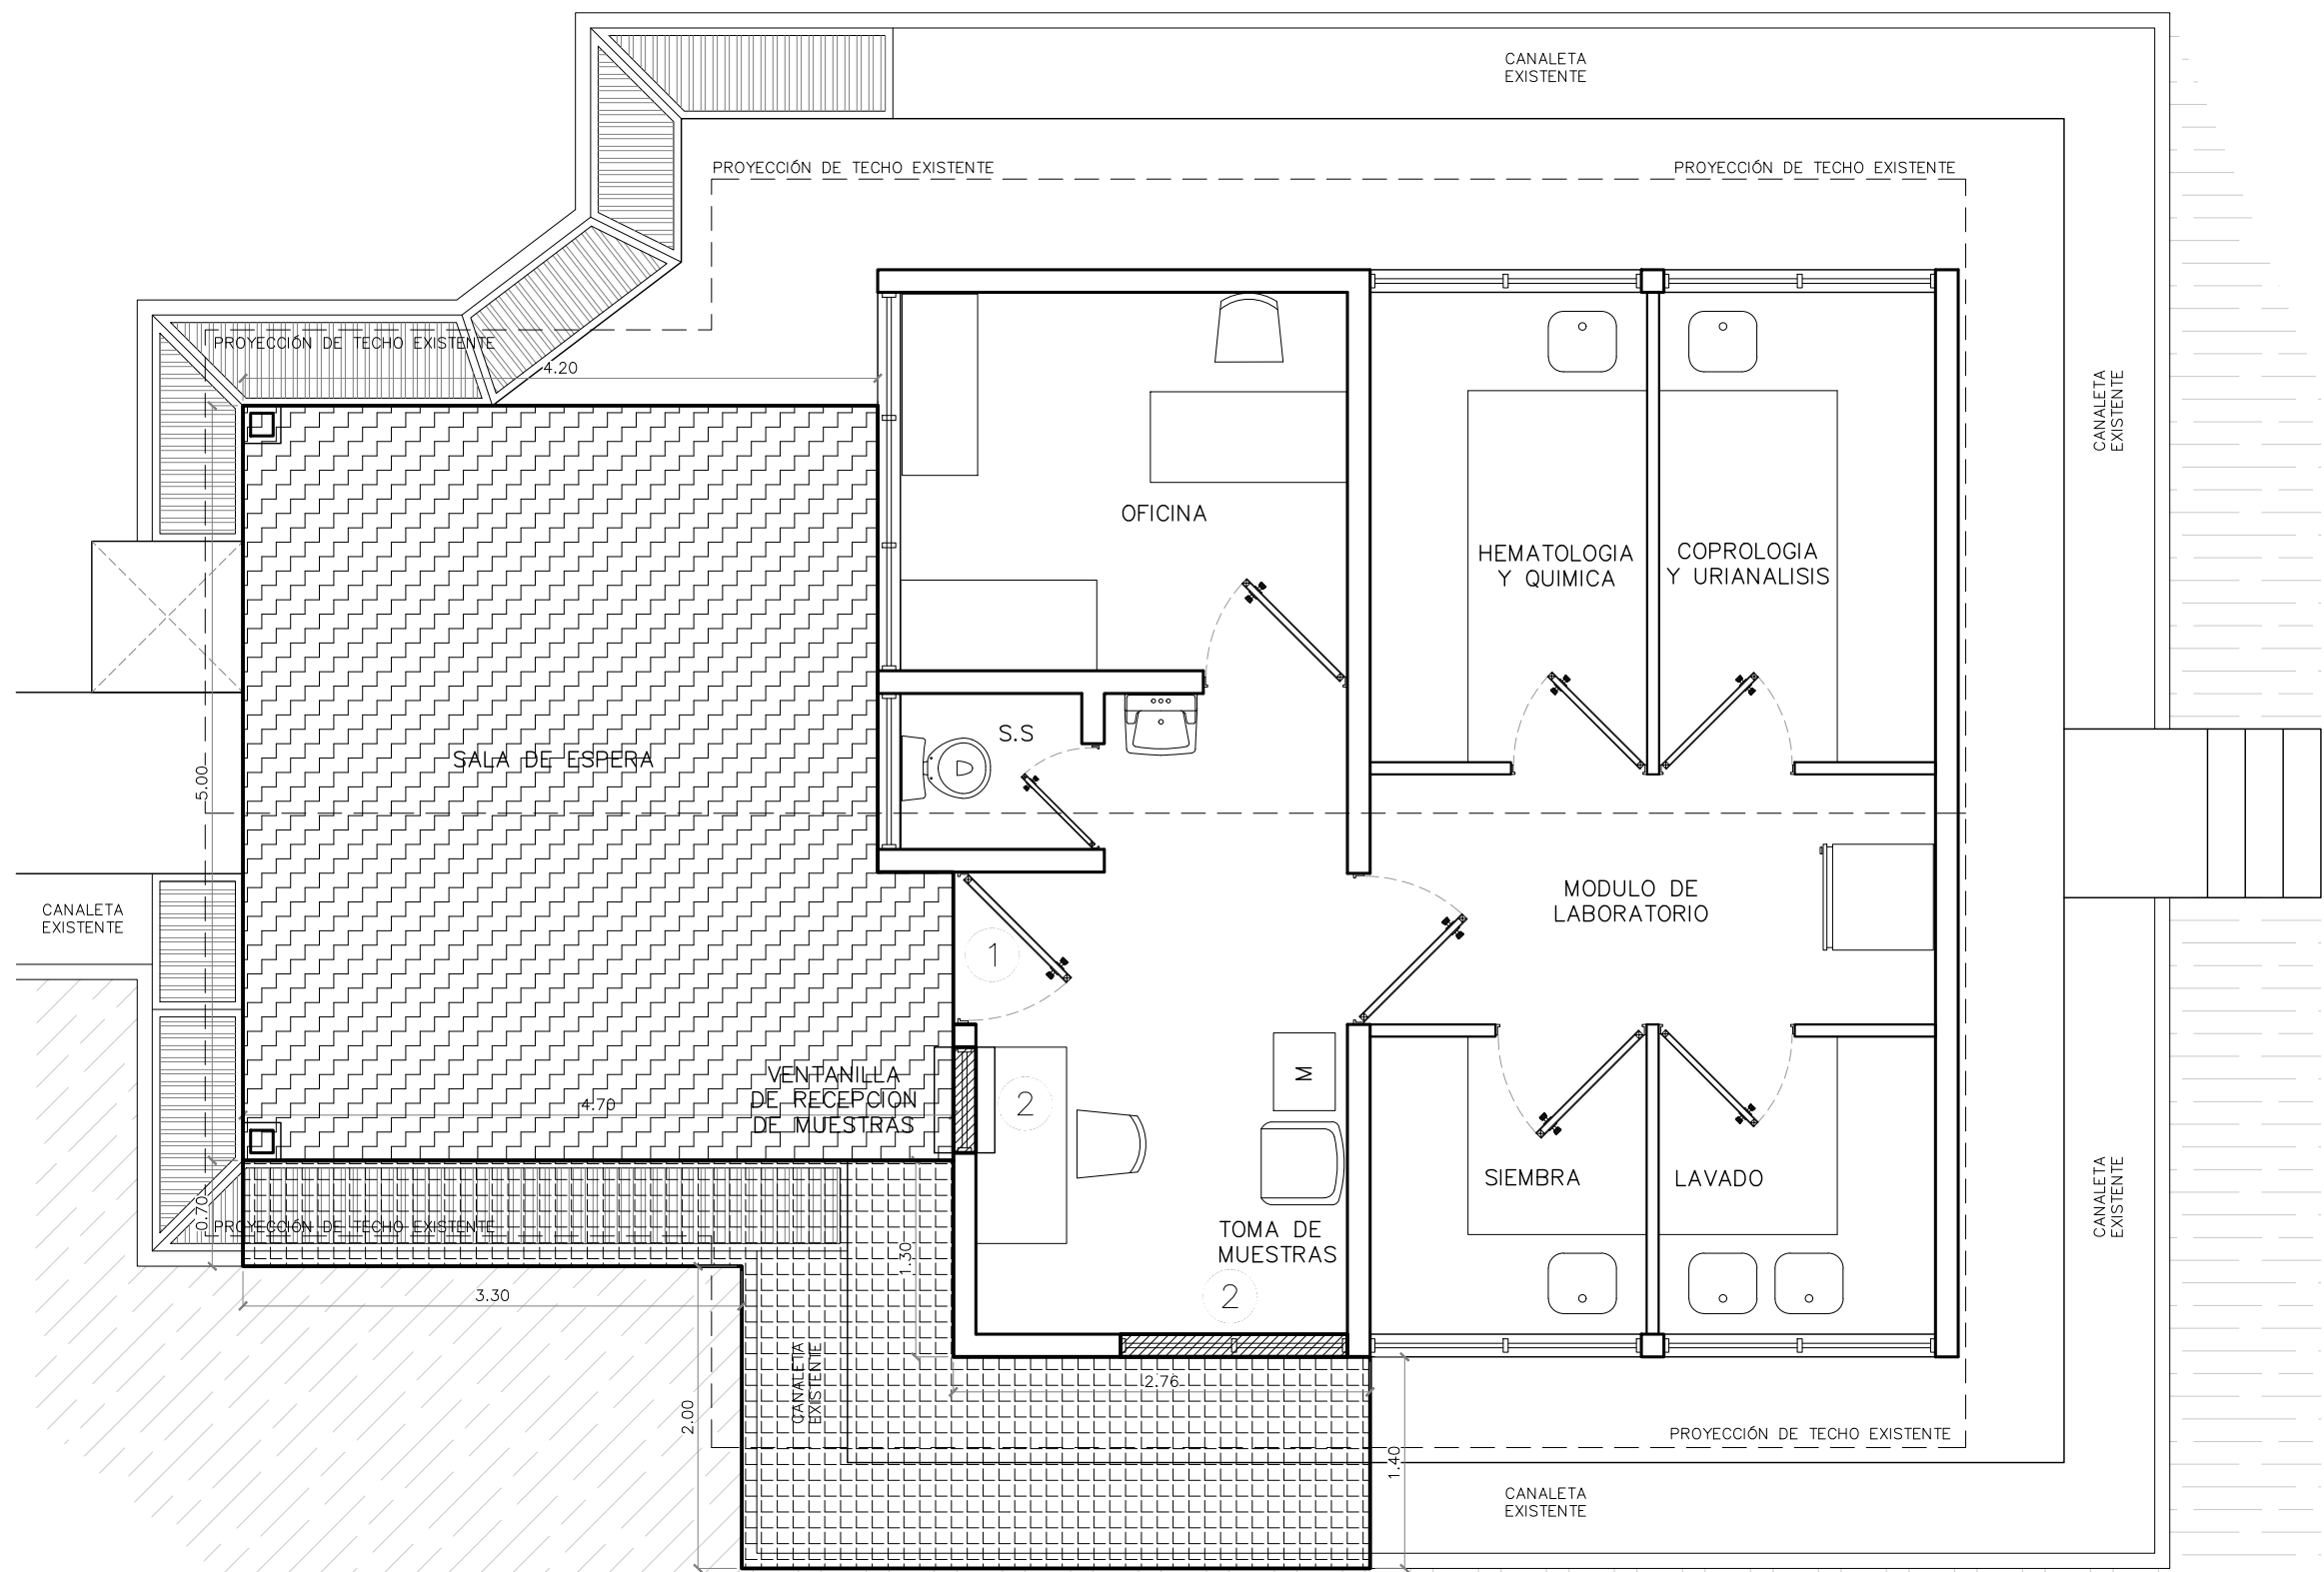 CANALETA
EXISTENTE
PROYECCIÓN DE TECHO EXISTENTE
PROYECCIÓN DE TECHO EXISTENTE
PROYECCIÓN DE TECHO EXISTENTE
4.20
CANALETA
EXISTENTE
OFICINA
HEMATOLOGIA
Y QUIMICA
COPROLOGIA
Y URIANALISIS
S.S
SALA DE ESPERA
5.00
MODULO DE
LABORATORIO
CANALETA
EXISTENTE
1
M
VENTANILLA
DE RECEPCION
DE MUESTRAS
4.70
2
SIEMBRA
LAVADO
CANALETA
EXISTENTE
0.70
PROYECCIÓN DE TECHO EXISTENTE
1.30
TOMA DE
MUESTRAS
2
3.30
CANALETA
EXISTENTE
2.76
2.00
PROYECCIÓN DE TECHO EXISTENTE
1.40
CANALETA
EXISTENTE